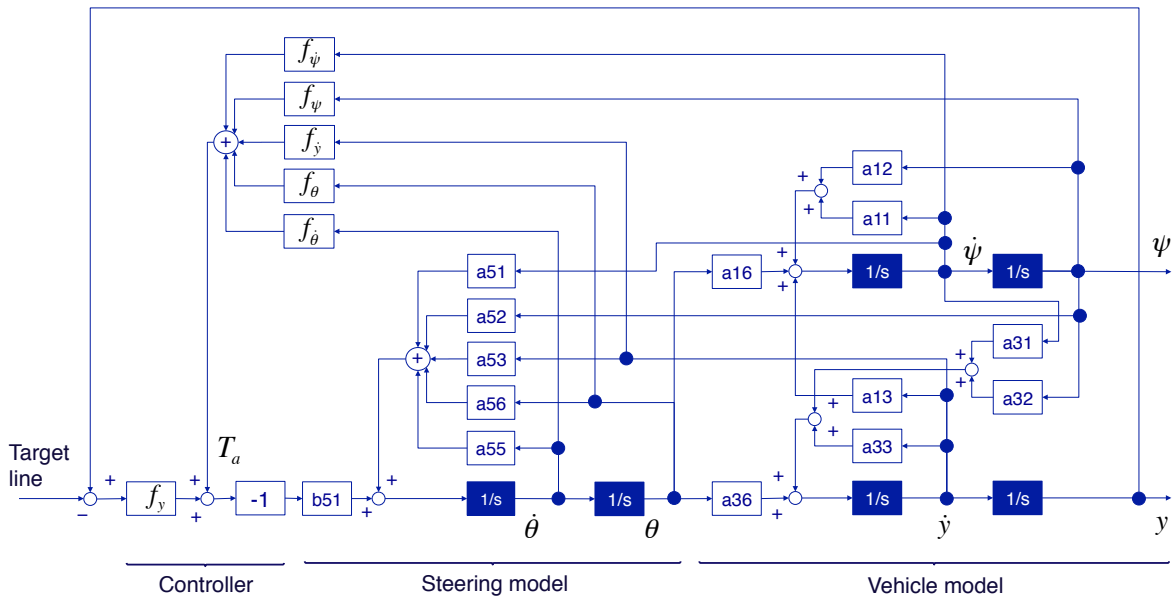 f_ψ̇
f_ψ
+
f_ẏ
f_θ
f_θ̇
a12
+
+
a11
ψ̇
ψ
a51
a16
+
+
1/s
1/s
a52
a31
+
+
+
a53
a32
a56
a13
+
+
a55
a33
T_a
Target
line
+
−
f_y
+
+
-1
b51
+
+
1/s
1/s
a36
+
+
1/s
1/s
θ̇
θ
ẏ
y
Controller
Steering model
Vehicle model